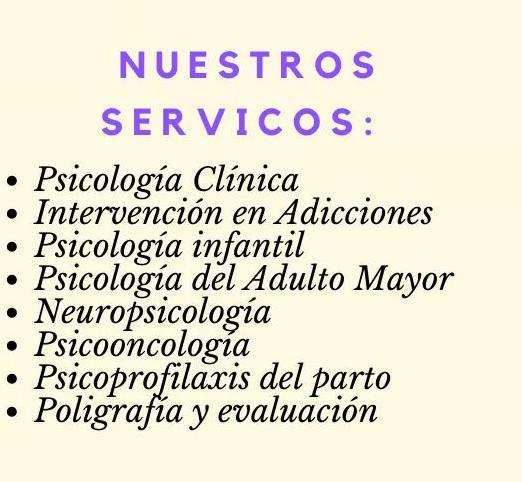 NUESTROS
SERVICOS:
• Psicología Clínica
• Intervención en Adicciones
• Psicología infantil
• Psicología del Adulto Mayor
• Neuropsicología
• Psicooncología
• Psicoprofilaxis del parto
• Poligrafía y evaluación